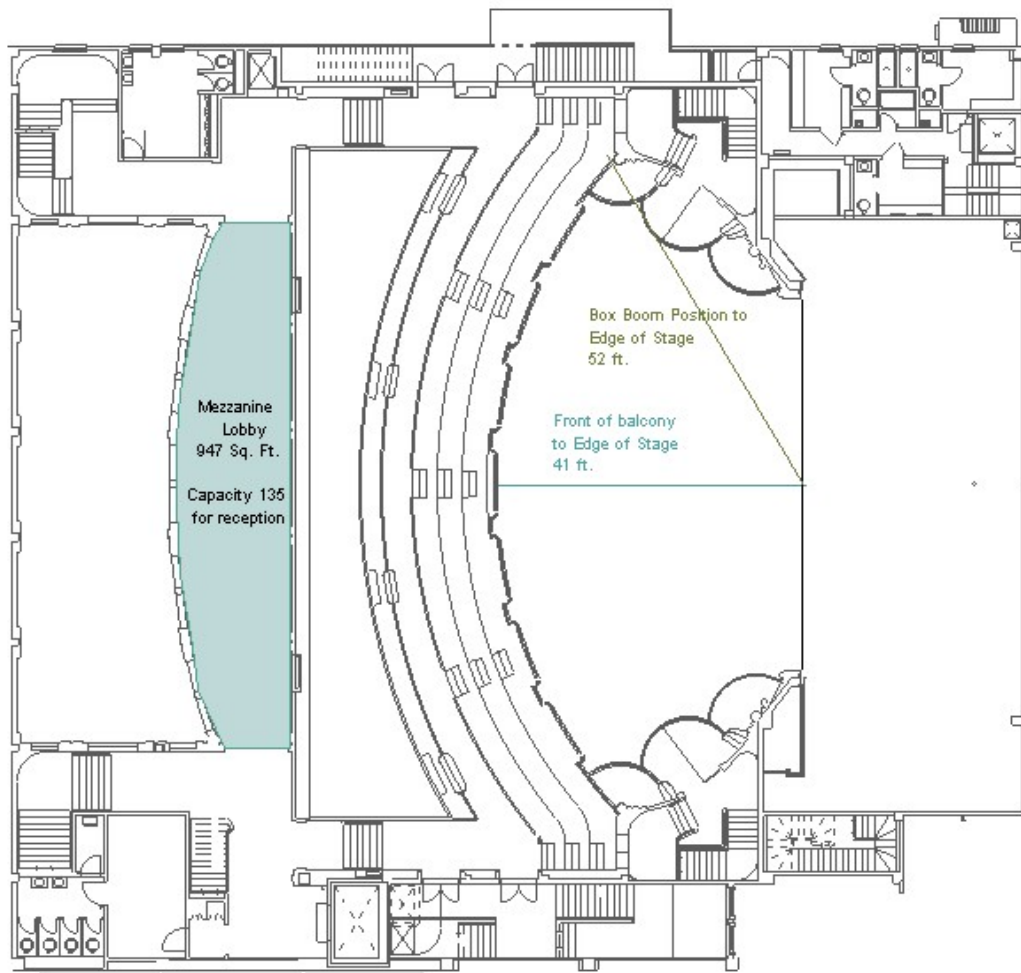 Box Boom Position to
Edge of Stage
52 ft.
Mezzanine
Lobby
947 Sq. Ft.
Capacity 135
for reception
Front of balcony
to Edge of Stage
41 ft.